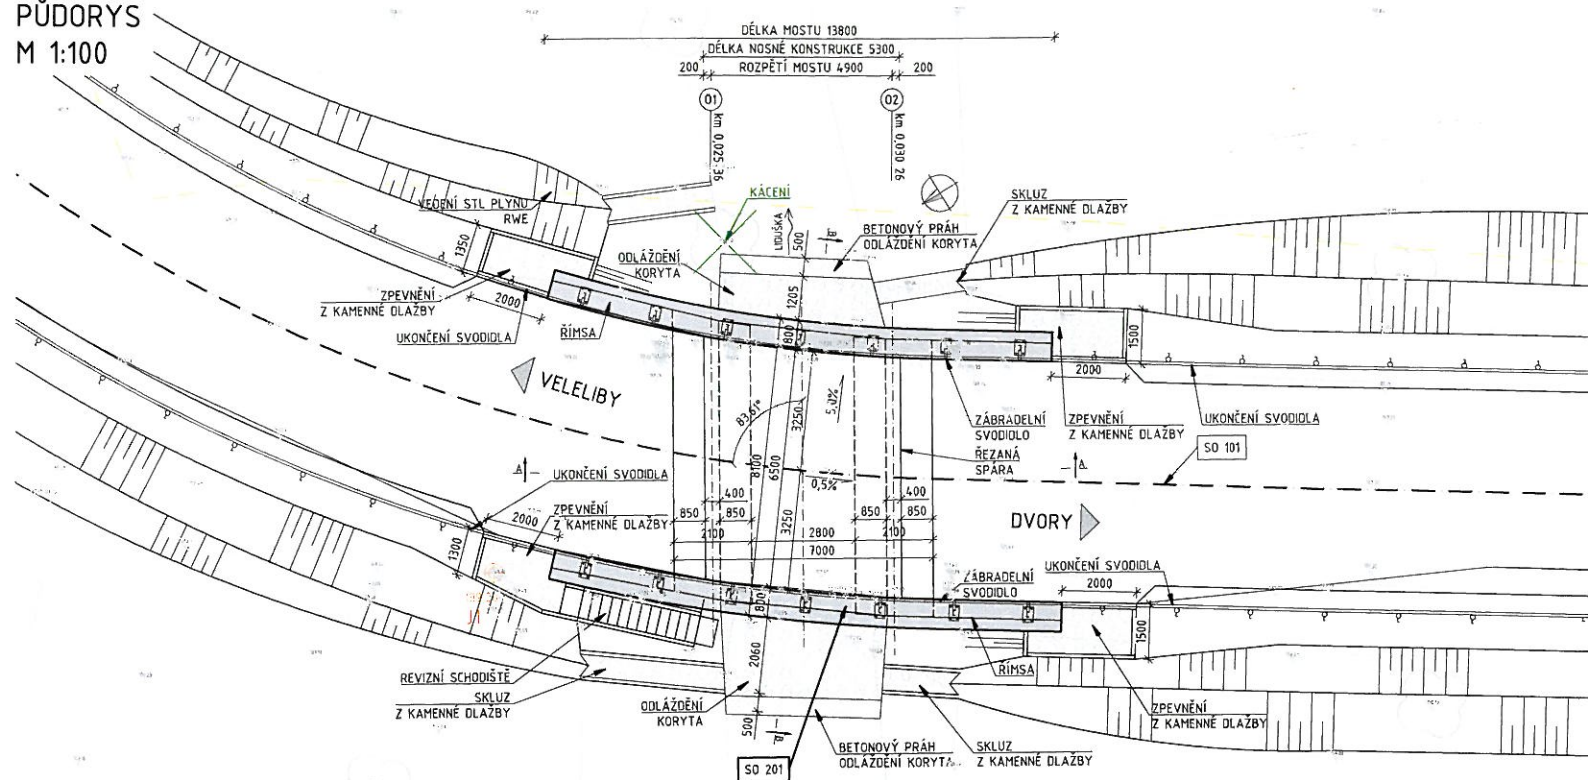 PŮDORYS
M 1:100
DÉLKA MOSTU 13800
DÉLKA NOSNÉ KONSTRUKCE 5300
200
ROZPĚTÍ MOSTU 4900
200
01
02
km 0,025 36
km 0,030 26
KÁCENÍ
SKLUZ
Z KAMENNÉ DLAŽBY
VEDENÍ STL PLYNU
RWE
1350
LIDUŠKA
500
B
BETONOVÝ PRÁH
ODLÁŽDĚNÍ KORYTA
ODLÁŽDĚNÍ
KORYTA
1205
ZPEVNĚNÍ
Z KAMENNÉ DLAŽBY
2000
UKONČENÍ SVODIDLA
ŘÍMSA
800
1500
2000
VELELIBY
83,61°
3250
5,0%
ZÁBRADELNÍ
SVODIDLO
ZPEVNĚNÍ
Z KAMENNÉ DLAŽBY
UKONČENÍ SVODIDLA
ŘEZANÁ
SPÁRA
SO 101
A
A
UKONČENÍ SVODIDLA
8100
6500
0,5%
400
400
ZPEVNĚNÍ
Z KAMENNÉ DLAŽBY
2000
850
850
3250
850
850
DVORY
2100
2800
2100
7000
1300
ZÁBRADELNÍ
SVODIDLO
UKONČENÍ SVODIDLA
2000
J1
800
1500
2060
REVIZNÍ SCHODIŠTĚ
SKLUZ
Z KAMENNÉ DLAŽBY
ŘÍMSA
ODLÁŽDĚNÍ
KORYTA
500
B
ZPEVNĚNÍ
Z KAMENNÉ DLAŽBY
BETONOVÝ PRÁH
ODLÁŽDĚNÍ KORYTA
SKLUZ
Z KAMENNÉ DLAŽBY
SO 201